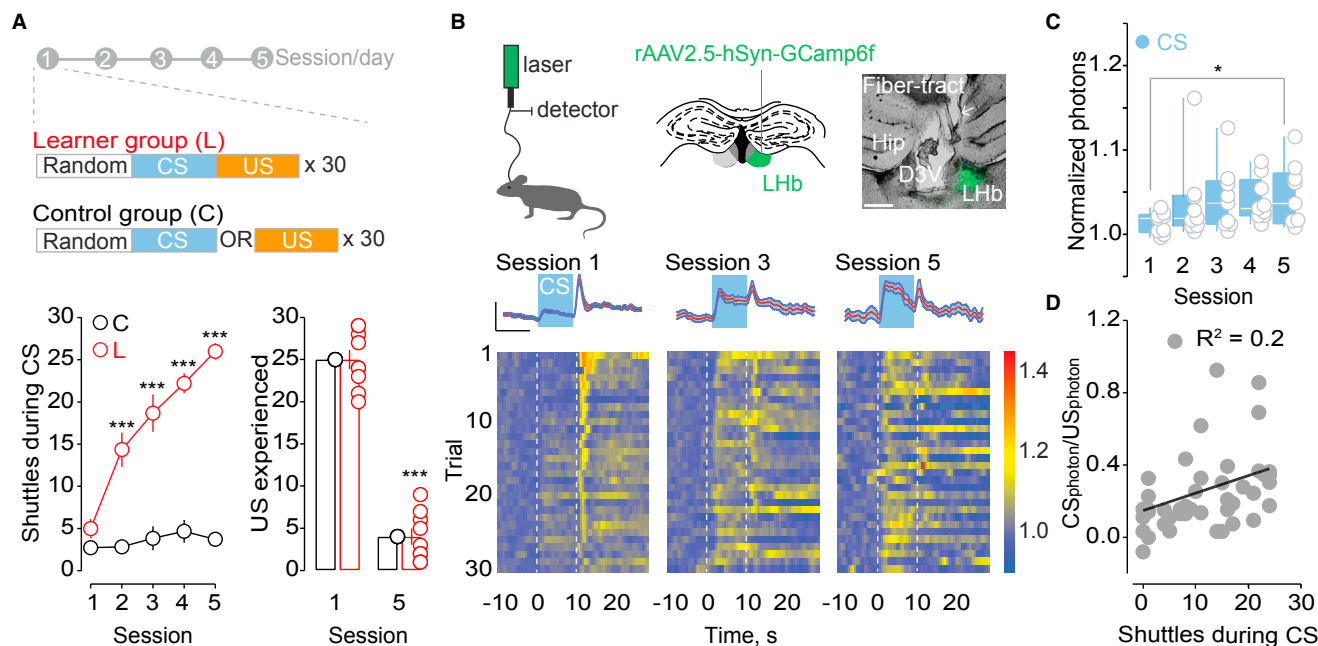 A
1 2 3 4 5 Session/day
Learner group (L)
Random CS US x 30
Control group (C)
Random CS OR US x 30
Shuttles during CS
30
25
20
15
10
5
0
C
L
***
***
***
***
1 2 3 4 5
Session
US experienced
30
25
20
15
10
5
0
***
1 5
Session
B
laser
detector
rAAV2.5-hSyn-GCamp6f
LHb
Fiber-tract
Hip
D3V
LHb
Session 1
CS
Session 3
Session 5
Trial
1
10
20
30
-10 0 10 20
-10 0 10 20
-10 0 10 20
Time, s
1.4
1.2
1.0
C
CS
*
Normalized photons
1.2
1.1
1.0
1 2 3 4 5
Session
D
R² = 0.2
CSphoton/USphoton
1.2
0.8
0.4
0.0
0 10 20 30
Shuttles during CS